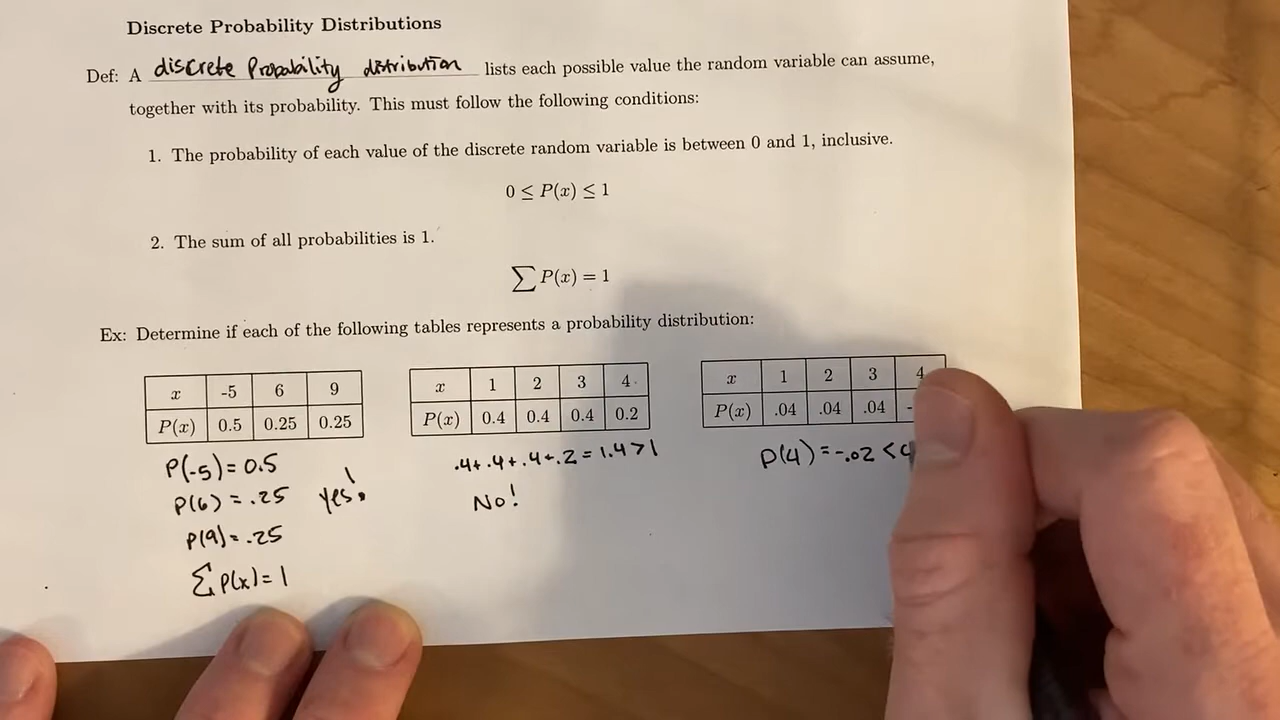 Discrete Probability Distributions
Def: A discrete Probability distribution lists each possible value the random variable can assume,
together with its probability. This must follow the following conditions:
1. The probability of each value of the discrete random variable is between 0 and 1, inclusive.
0 ≤ P(x) ≤ 1
2. The sum of all probabilities is 1.
∑ P(x) = 1
Ex: Determine if each of the following tables represents a probability distribution:
x -5 6 9
P(x) 0.5 0.25 0.25
P(-5) = 0.5
P(6) = .25 yes!
P(9) = .25
∑ P(x) = 1
x 1 2 3 4
P(x) 0.4 0.4 0.4 0.2
.4 + .4 + .4 + .2 = 1.4 > 1
No!
x 1 2 3 4
P(x) .04 .04 .04
P(4) = -.02 <